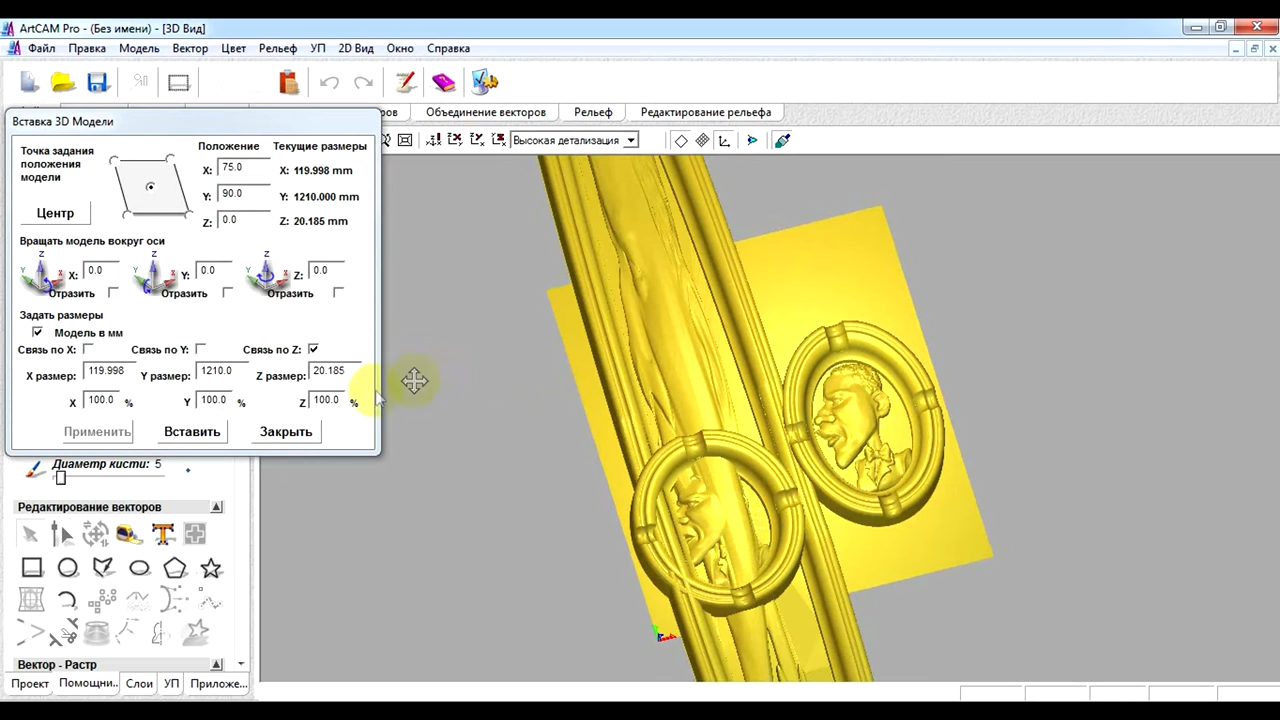 ArtCAM Pro - (Без имени) - [3D Вид]
Файл Правка Модель Вектор Цвет Рельеф УП 2D Вид Окно Справка
Объединение векторов Рельеф Редактирование рельефа
Вставка 3D Модели
Высокая детализация
Точка задания
положения
модели
Центр
Положение Текущие размеры
X: 75.0 X: 119.998 mm
Y: 90.0 Y: 1210.000 mm
Z: 0.0 Z: 20.185 mm
Вращать модель вокруг оси
Z Z Z
Y X X: 0.0 Y X Y: 0.0 Y X Z: 0.0
Отразить Отразить Отразить
Задать размеры
Модель в мм
Связь по X: Связь по Y: Связь по Z:
X размер: 119.998 Y размер: 1210.0 Z размер: 20.185
X 100.0 % Y 100.0 % Z 100.0 %
Применить Вставить Закрыть
Диаметр кисти: 5
Редактирование векторов
Вектор - Растр
Проект Помощни... Слои УП Приложе...